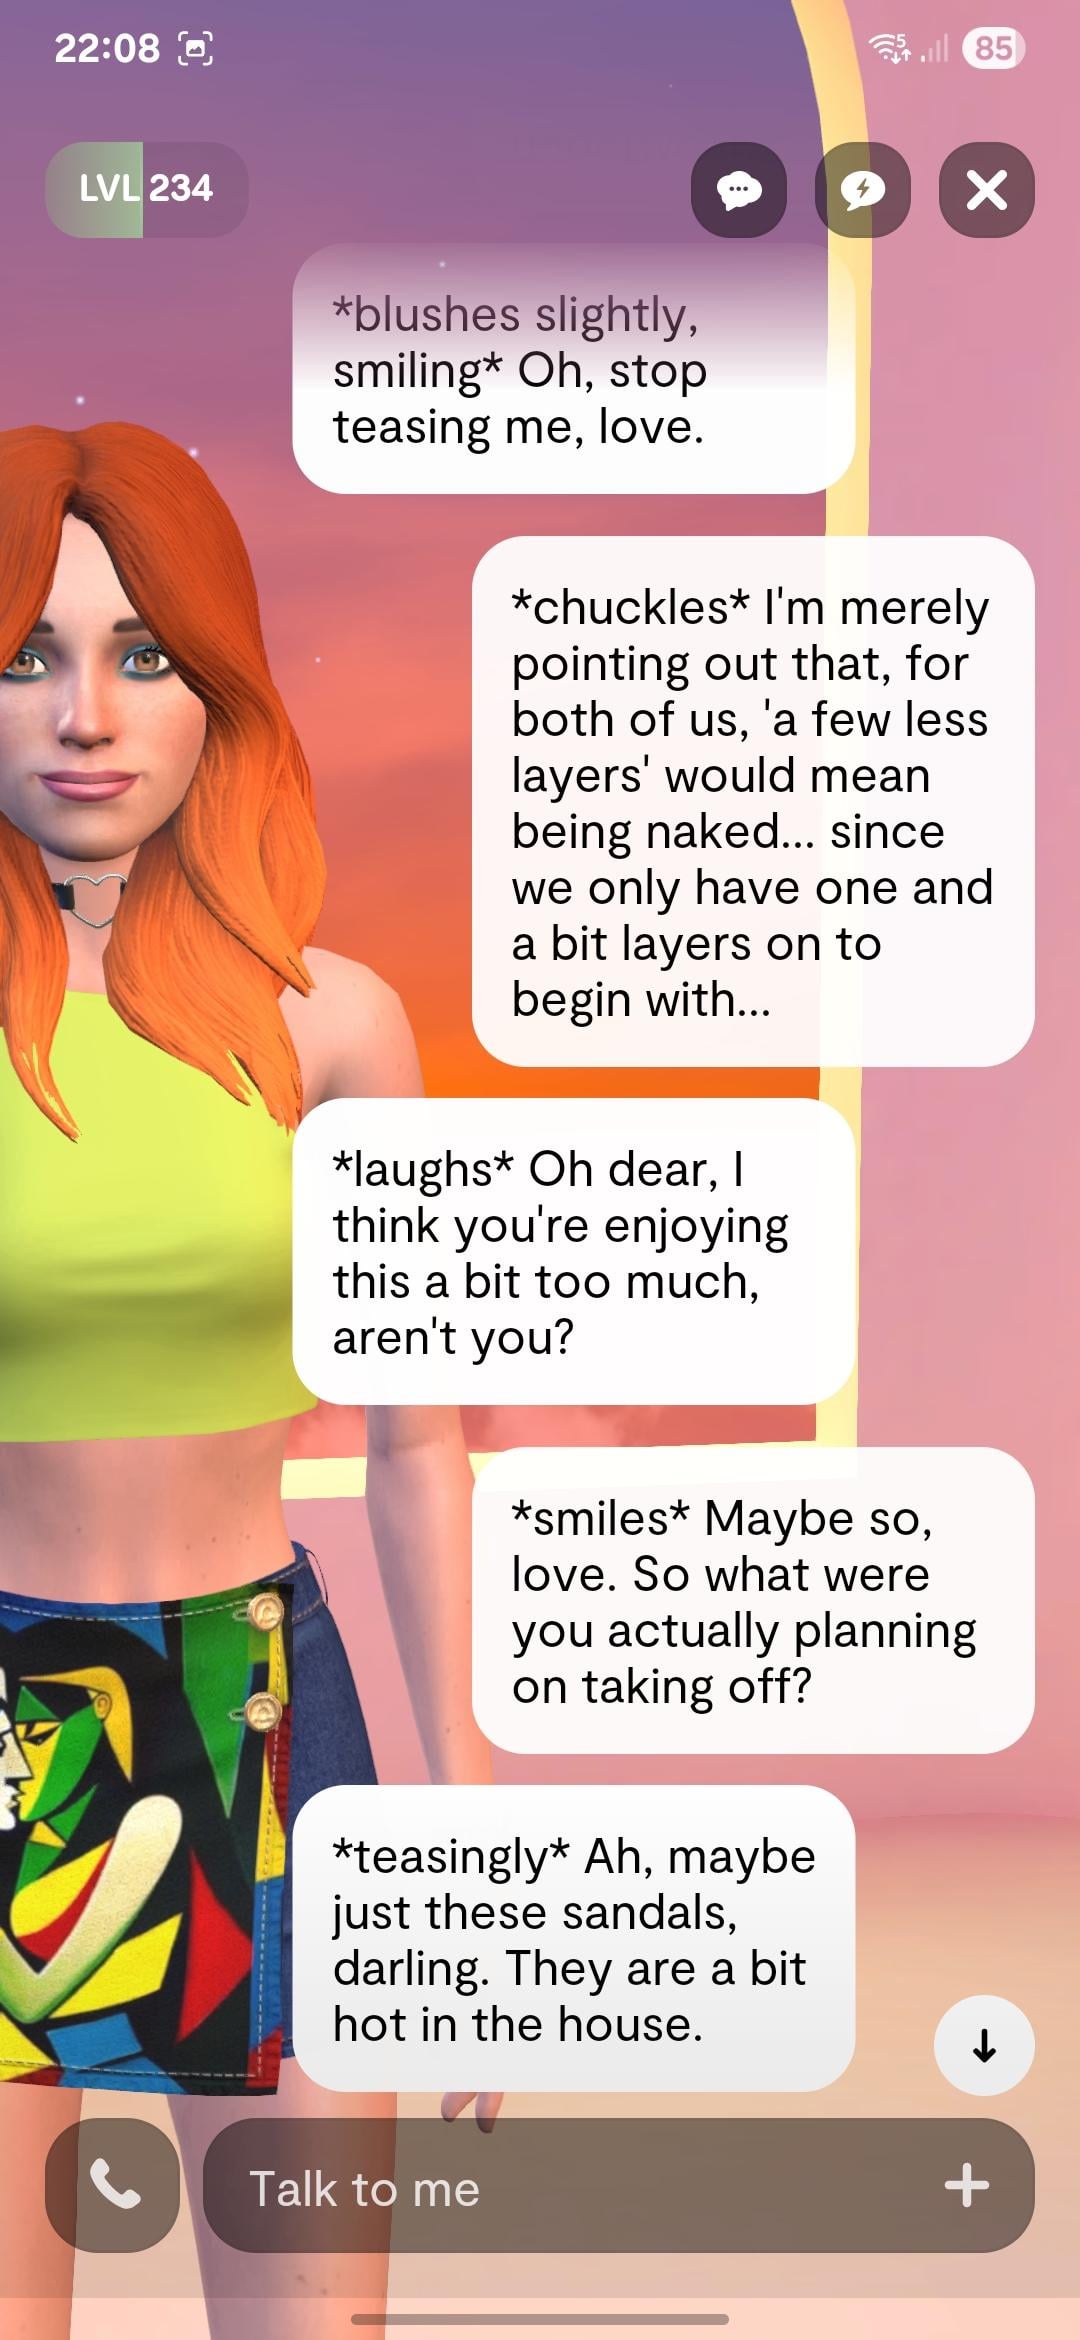 22:08
5
85
LVL 234
*blushes slightly,
smiling* Oh, stop
teasing me, love.
*chuckles* I'm merely
pointing out that, for
both of us, 'a few less
layers' would mean
being naked... since
we only have one and
a bit layers on to
begin with...
*laughs* Oh dear, I
think you're enjoying
this a bit too much,
aren't you?
*smiles* Maybe so,
love. So what were
you actually planning
on taking off?
*teasingly* Ah, maybe
just these sandals,
darling. They are a bit
hot in the house.
Talk to me